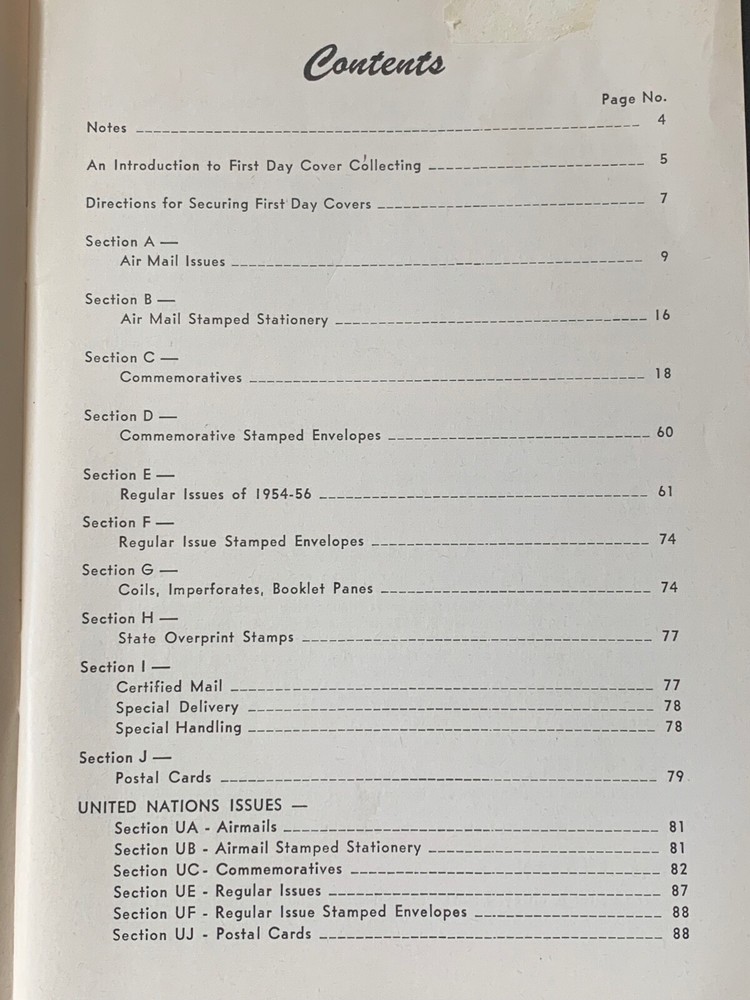 Contents
Page No.
Notes 4
An Introduction to First Day Cover Collecting 5
Directions for Securing First Day Covers 7
Section A —
Air Mail Issues 9
Section B —
Air Mail Stamped Stationery 16
Section C —
Commemoratives 18
Section D —
Commemorative Stamped Envelopes 60
Section E —
Regular Issues of 1954-56 61
Section F —
Regular Issue Stamped Envelopes 74
Section G —
Coils, Imperforates, Booklet Panes 74
Section H —
State Overprint Stamps 77
Section I —
Certified Mail 77
Special Delivery 78
Special Handling 78
Section J —
Postal Cards 79
UNITED NATIONS ISSUES —
Section UA - Airmails 81
Section UB - Airmail Stamped Stationery 81
Section UC- Commemoratives 82
Section UE - Regular Issues 87
Section UF - Regular Issue Stamped Envelopes 88
Section UJ - Postal Cards 88